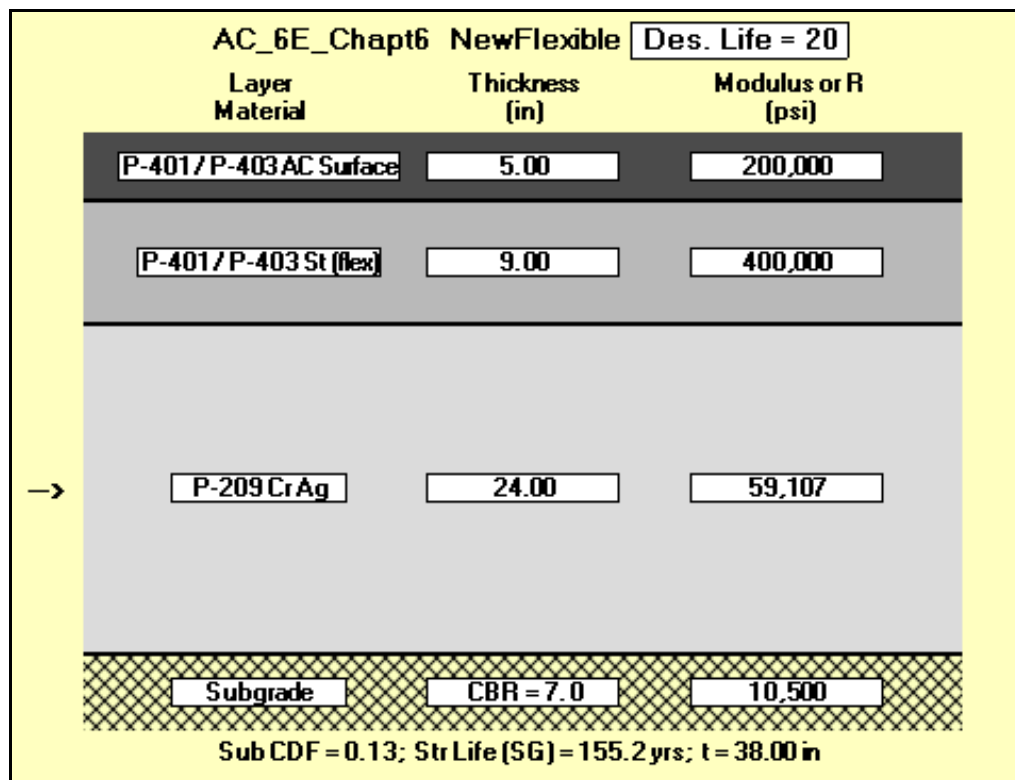 AC_6E_Chapt6 NewFlexible Des. Life = 20
Layer Material Thickness (in) Modulus or R (psi)
P-401/ P-403 AC Surface 5.00 200,000
P-401/ P-403 St (flex) 9.00 400,000
–> P-209 Cr Ag 24.00 59,107
Subgrade CBR = 7.0 10,500
Sub CDF = 0.13; Str Life (SG) = 155.2 yrs; t = 38.00 in